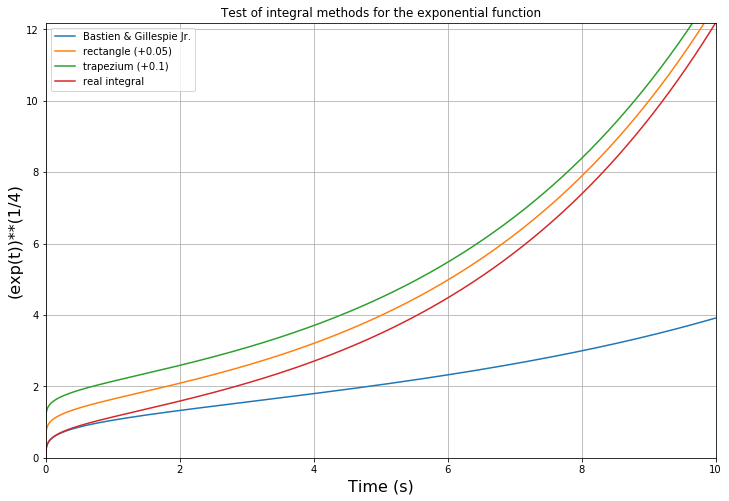 Test of integral methods for the exponential function
Bastien & Gillespie Jr.
rectangle (+0.05)
trapezium (+0.1)
real integral
12
10
8
6
4
2
0
(exp(t))**(1/4)
0 2 4 6 8 10
Time (s)